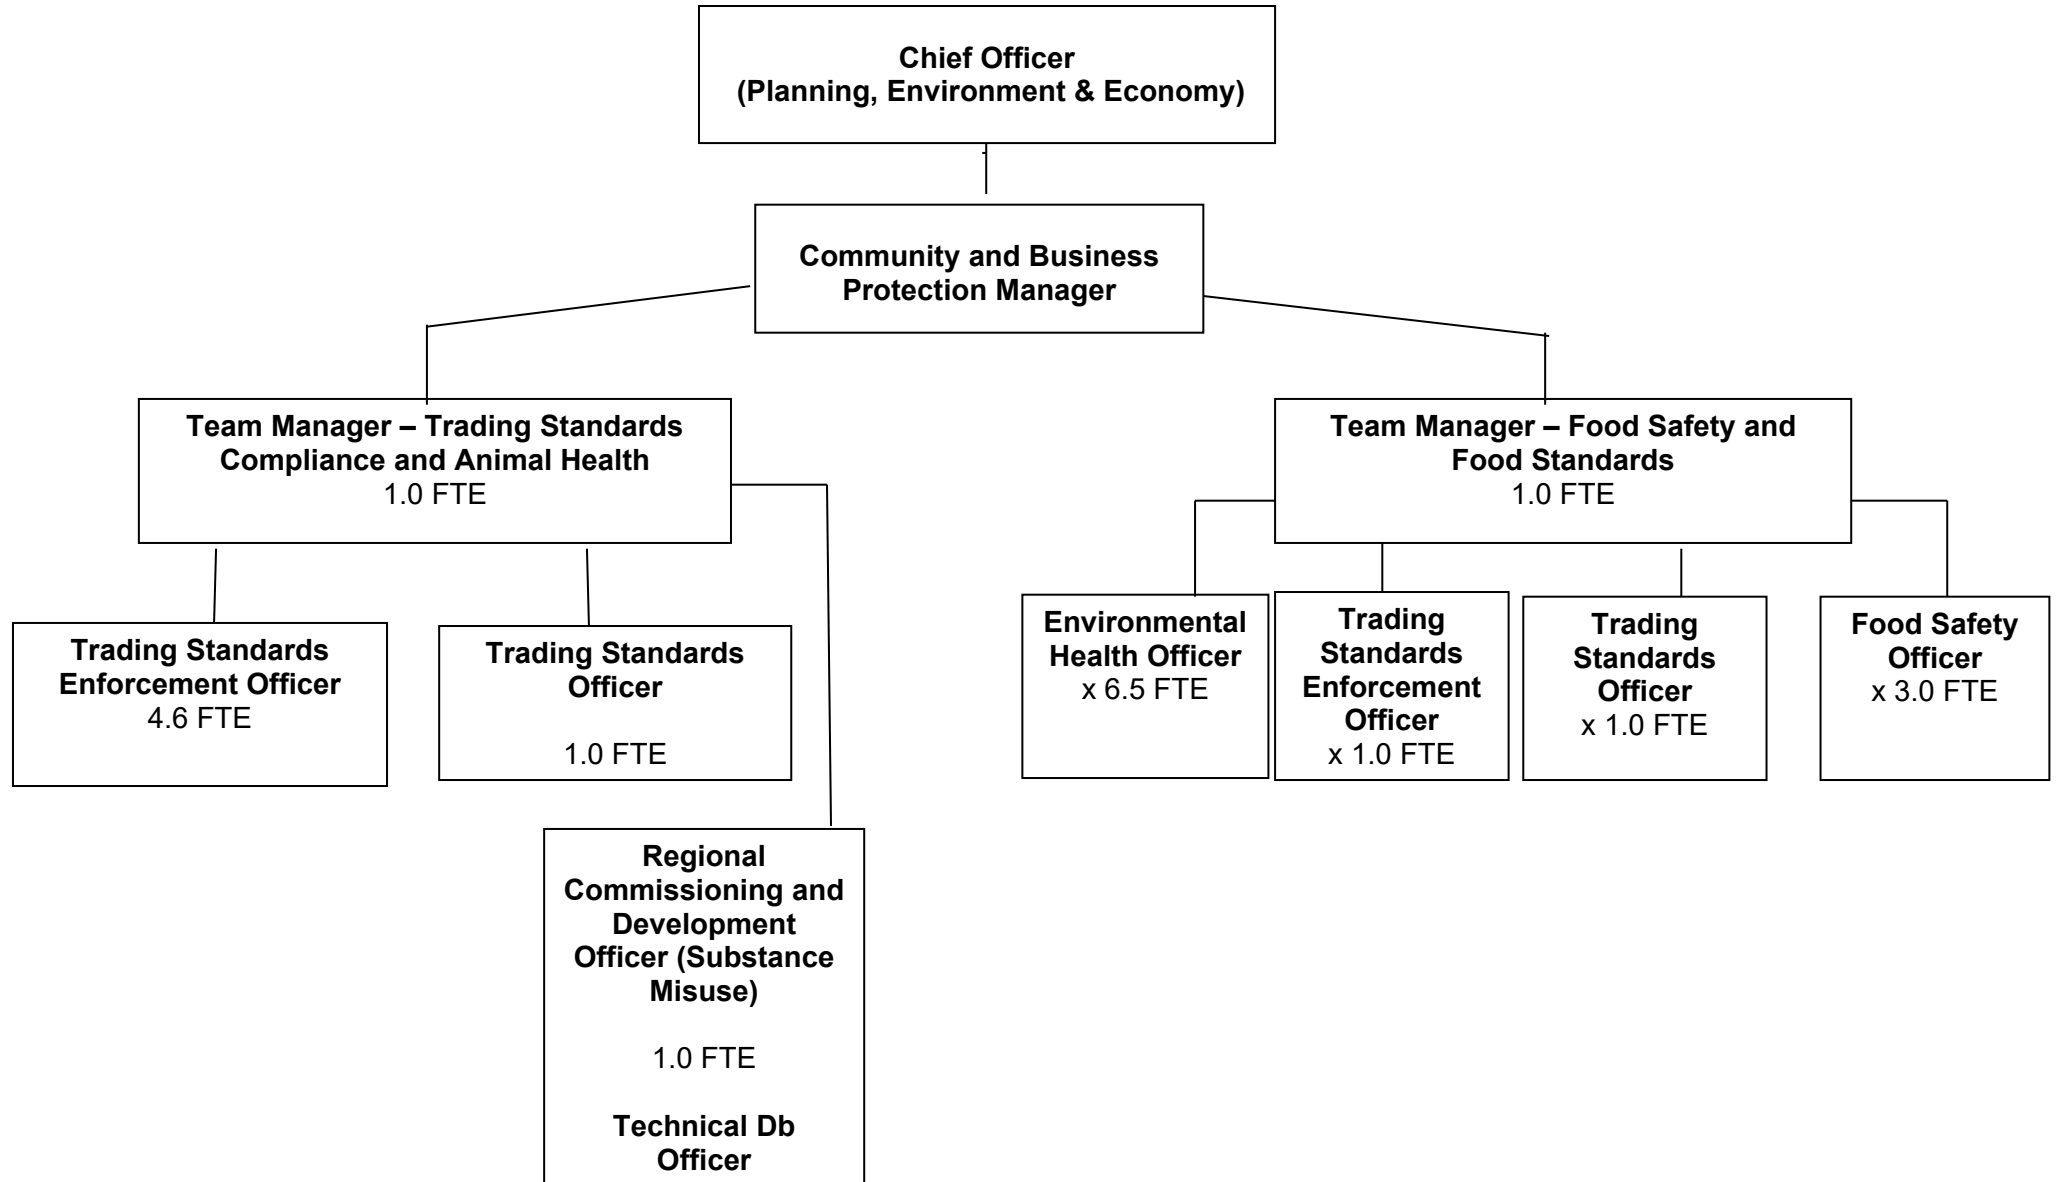 Chief Officer
(Planning, Environment & Economy)
Community and Business
Protection Manager
Team Manager – Trading Standards
Compliance and Animal Health
1.0 FTE
Team Manager – Food Safety and
Food Standards
1.0 FTE
Trading Standards
Enforcement Officer
4.6 FTE
Trading Standards
Officer
1.0 FTE
Environmental
Health Officer
x 6.5 FTE
Trading
Standards
Enforcement
Officer
x 1.0 FTE
Trading
Standards
Officer
x 1.0 FTE
Food Safety
Officer
x 3.0 FTE
Regional
Commissioning and
Development
Officer (Substance
Misuse)
1.0 FTE
Technical Db
Officer